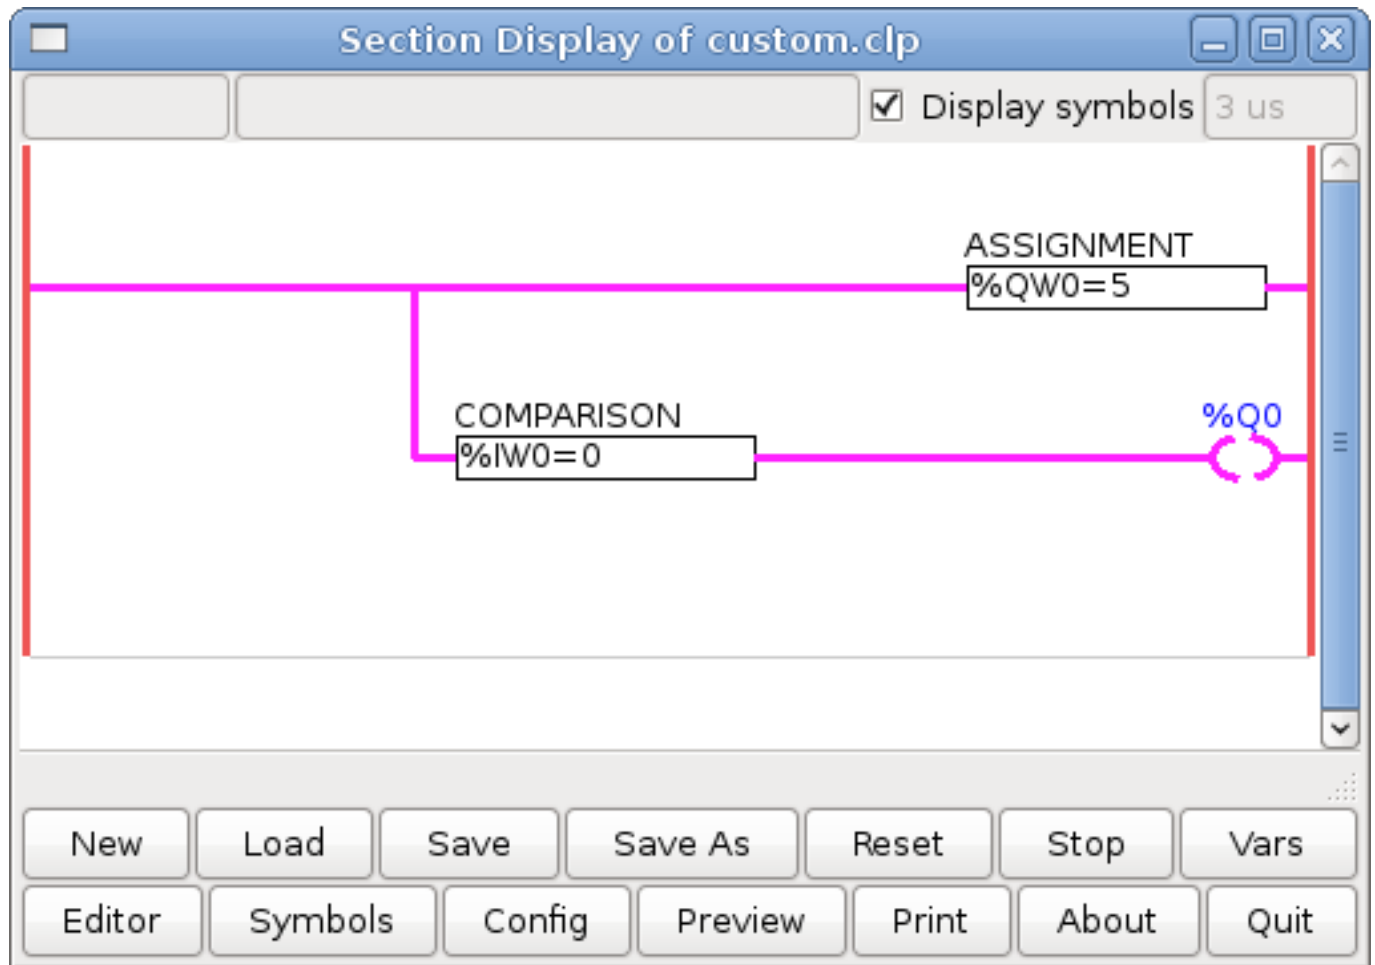 Section Display of custom.clp
Display symbols 3 us
ASSIGNMENT
%QW0=5
COMPARISON %Q0
%IW0=0
New Load Save Save As Reset Stop Vars
Editor Symbols Config Preview Print About Quit